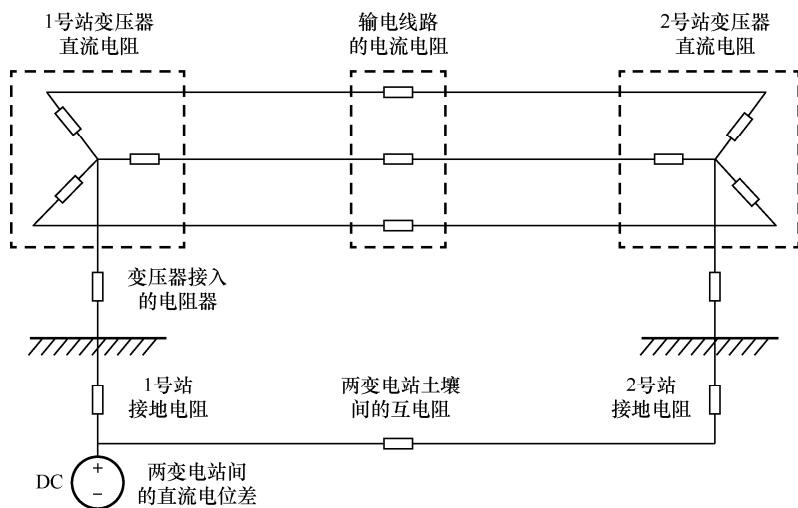 1号站变压器
直流电阻
输电线路
的电流电阻
2号站变压器
直流电阻
变压器接入
的电阻器
1号站
接地电阻
两变电站土壤
间的互电阻
2号站
接地电阻
DC
+
−
两变电站间
的直流电位差